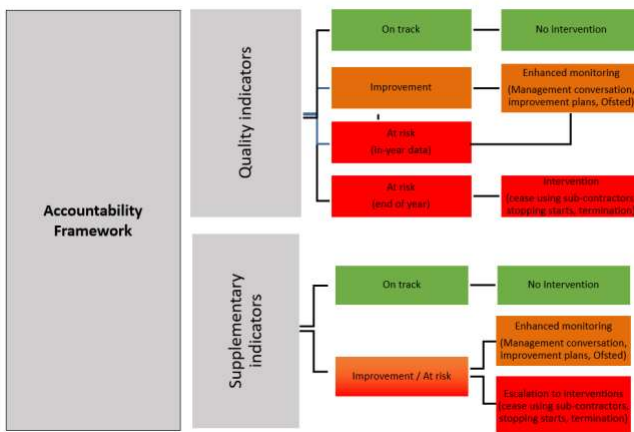 Accountability
Framework
Quality indicators
On track
No Intervention
Improvement
Enhanced monitoring
(Management conversation,
improvement plans, Ofsted)
At risk
(In-year data)
At risk
(end of year)
Intervention
(cease using sub-contractors,
stopping starts, termination)
Supplementary
indicators
On track
No Intervention
Improvement / At risk
Enhanced monitoring
(Management conversation,
improvement plans, Ofsted)
Escalation to Interventions
(cease using sub-contractors,
stopping starts, termination)